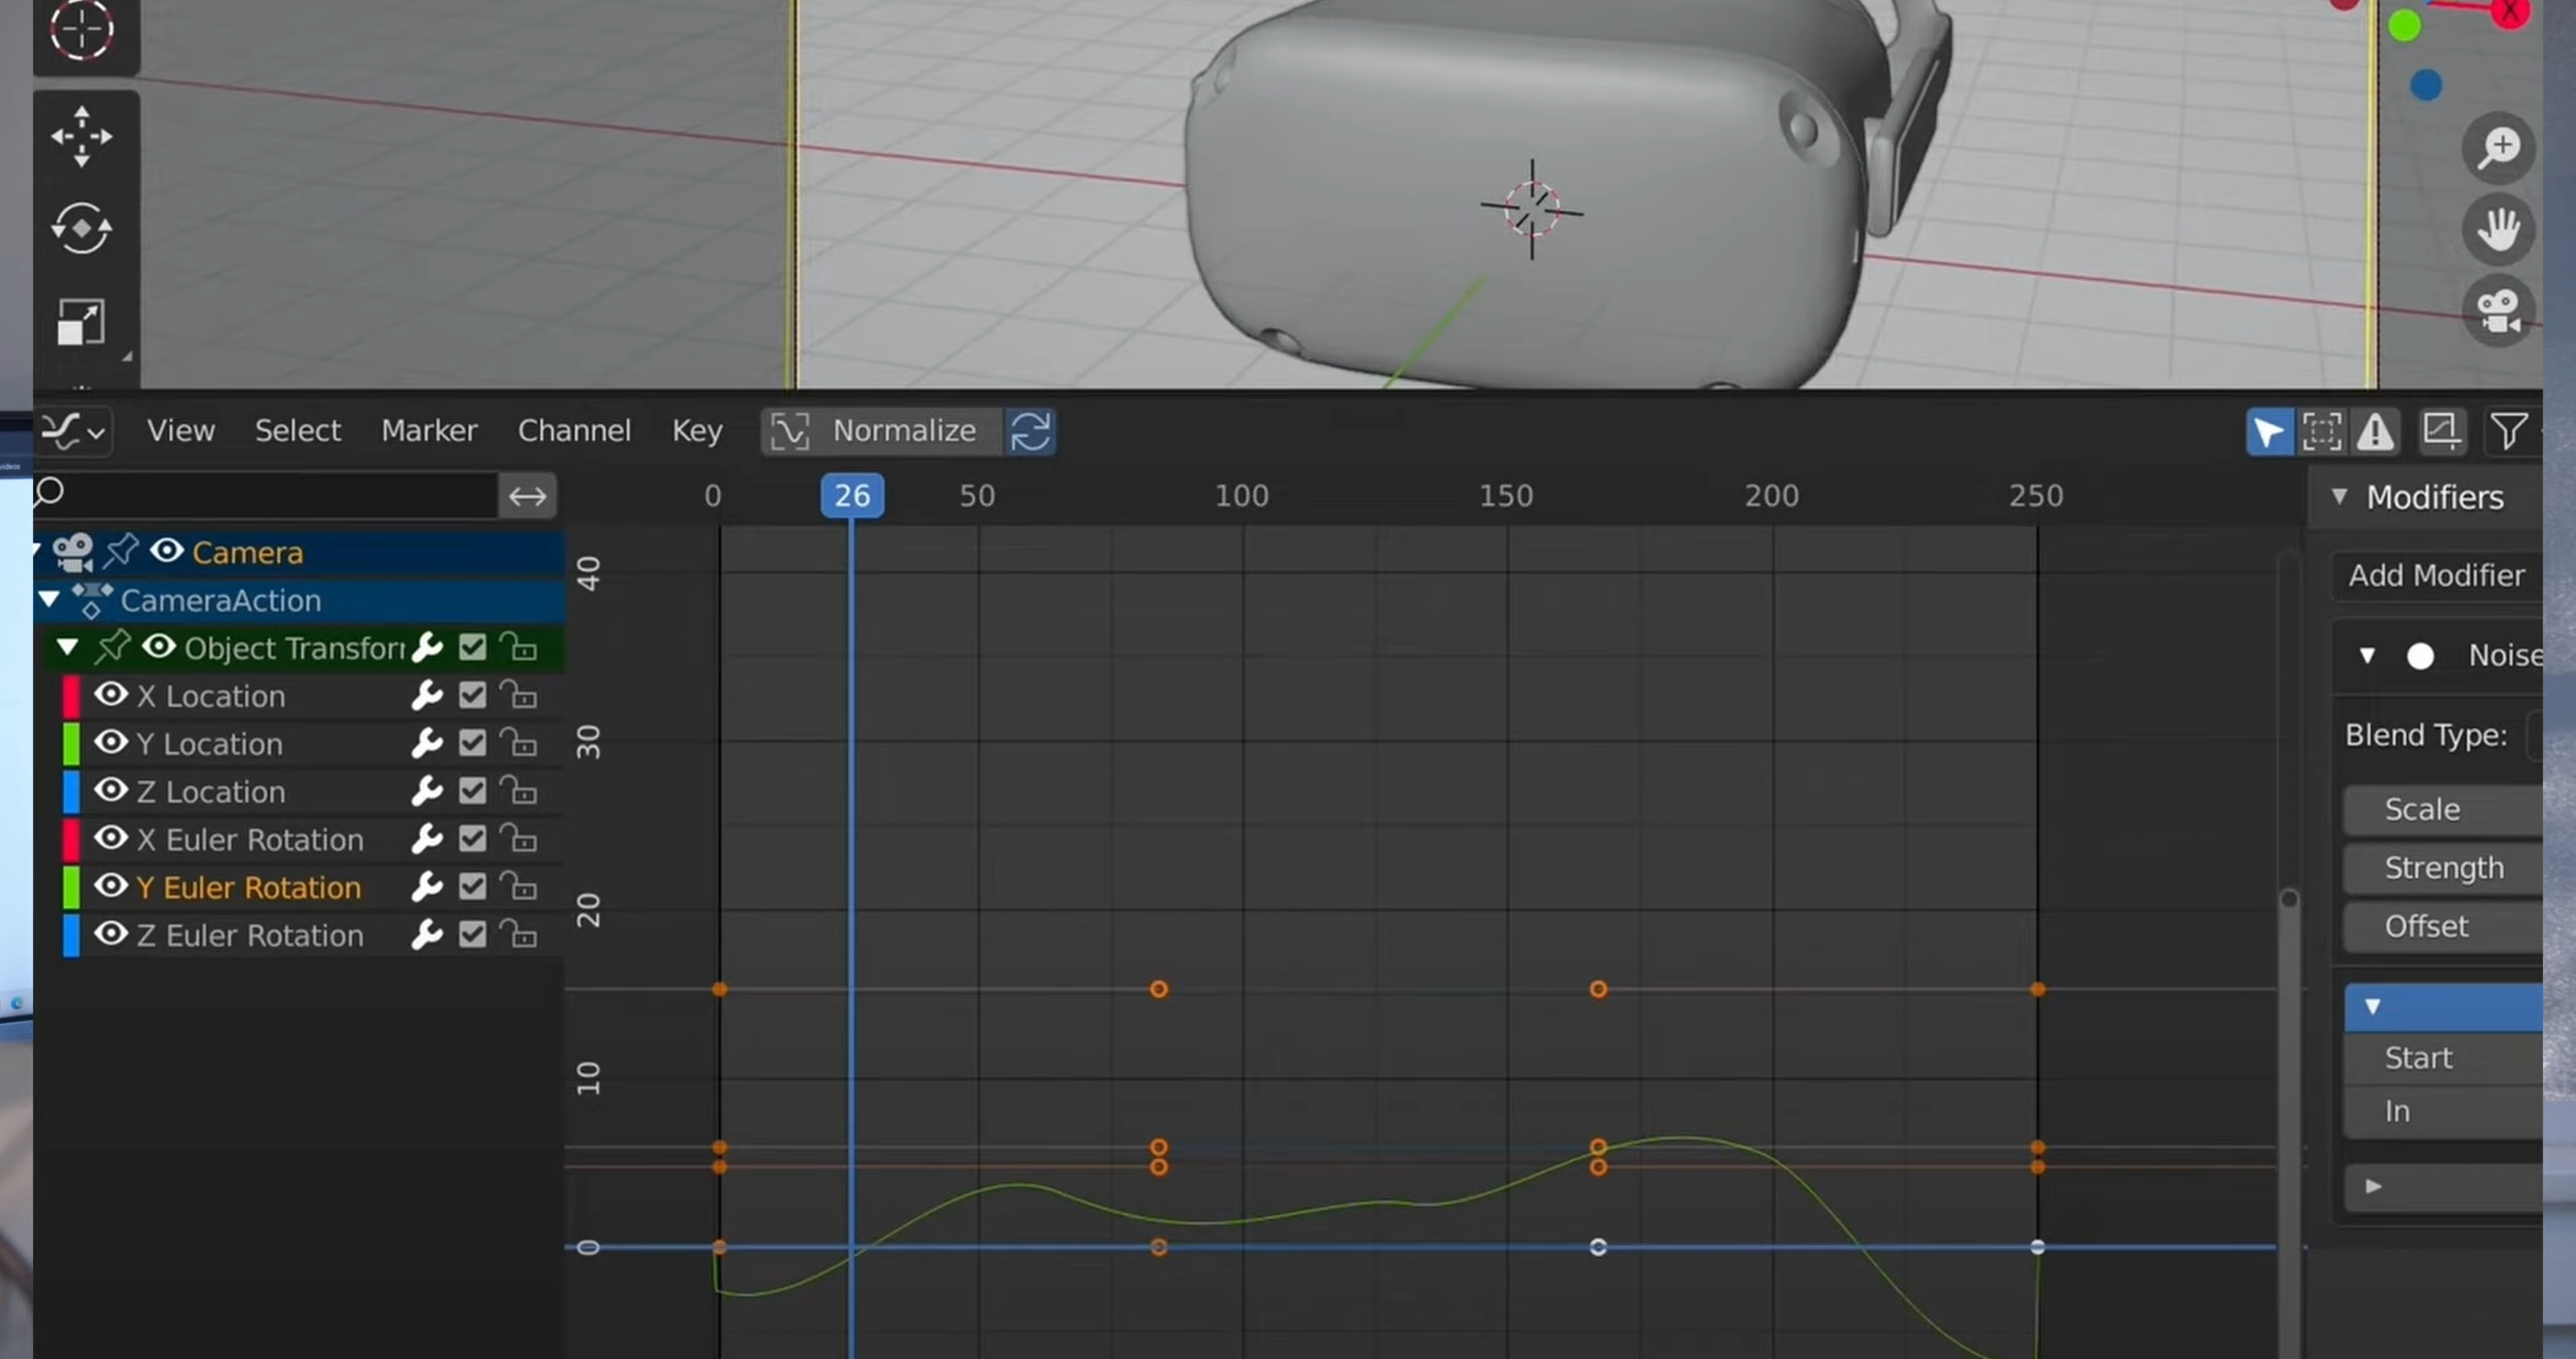 X
View Select Marker Channel Key Normalize
videos
0 26 50 100 150 200 250
Modifiers
Camera
40
Add Modifier
CameraAction
Object Transfor
Noise
X Location
Y Location
30
Blend Type:
Z Location
Scale
X Euler Rotation
Strength
Y Euler Rotation
20
Offset
Z Euler Rotation
Start
10
In
0